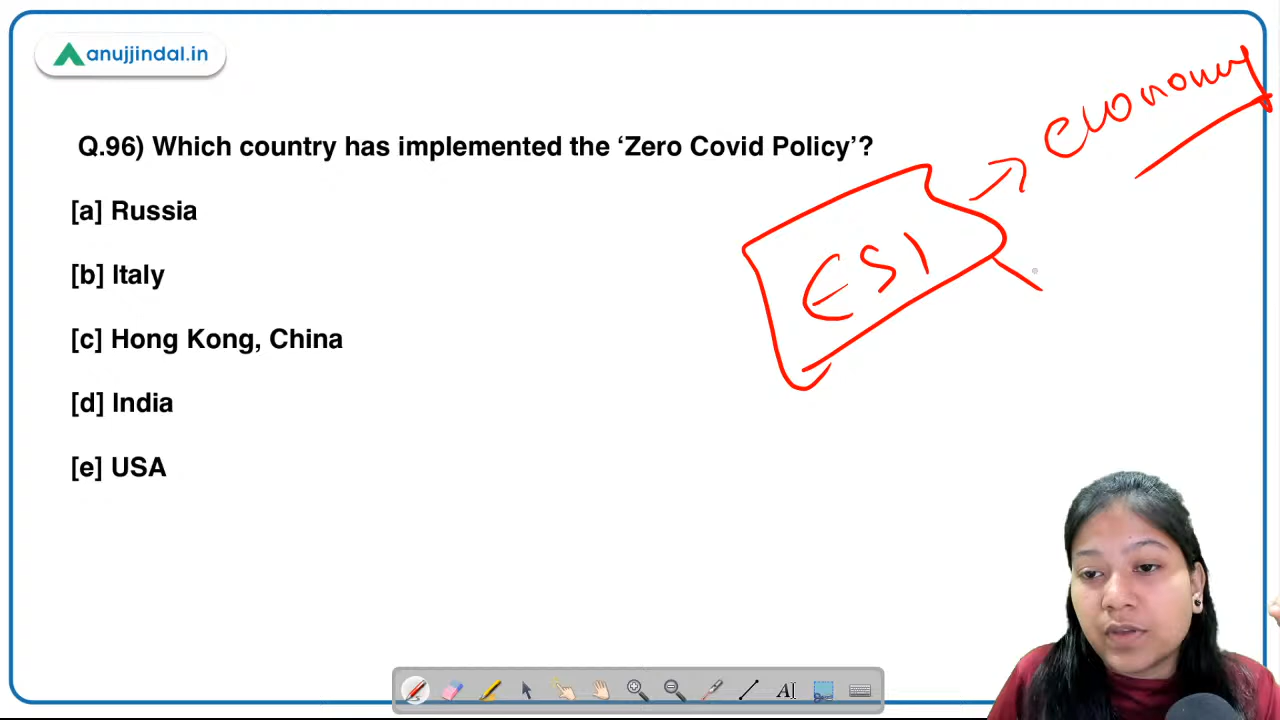 anujjindal.in
Q.96) Which country has implemented the ‘Zero Covid Policy’?
economy
[a] Russia
ESI
[b] Italy
[c] Hong Kong, China
[d] India
[e] USA
AI